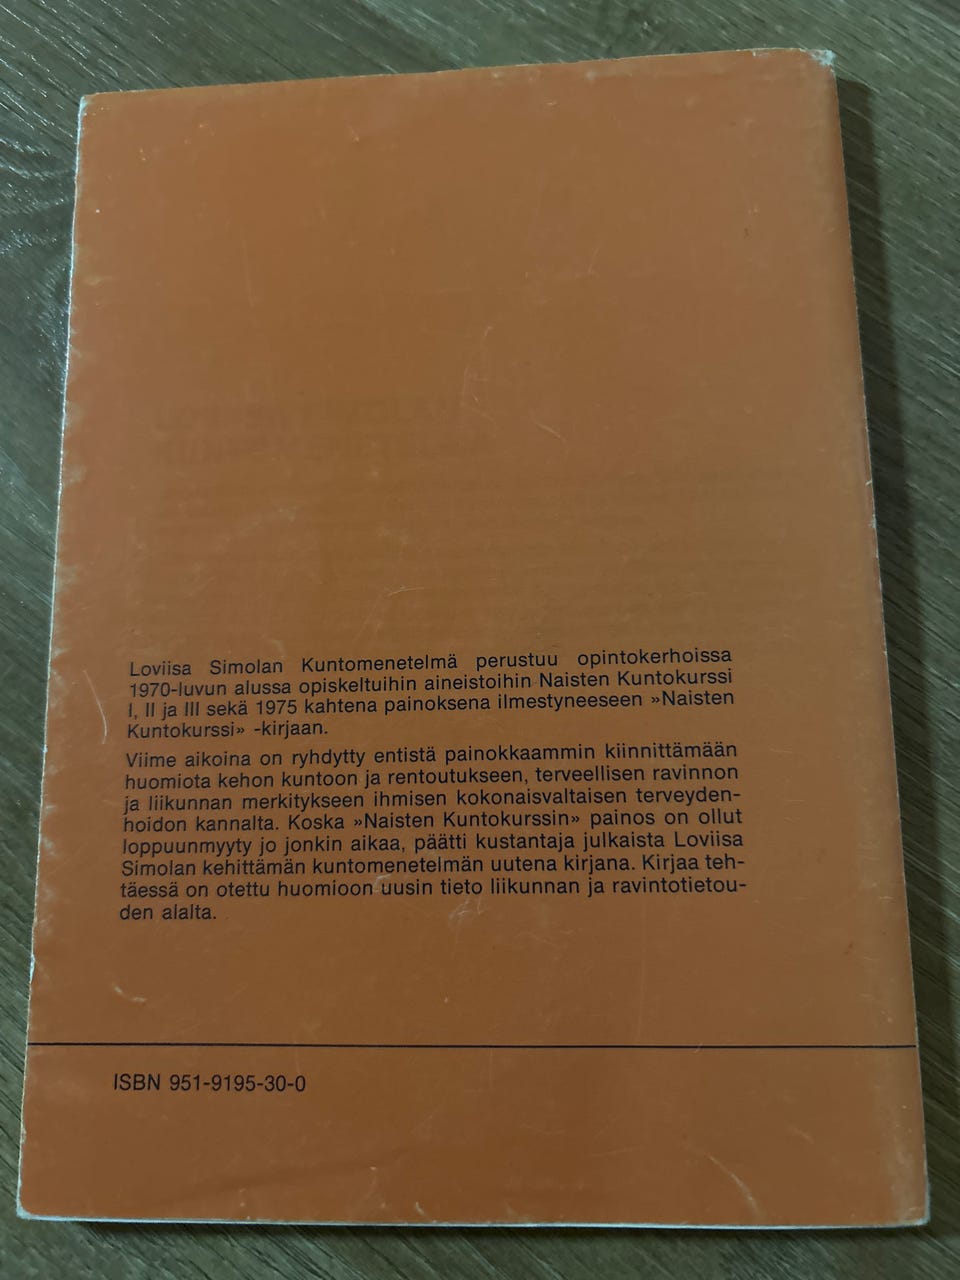 Loviisa Simolan Kuntomenetelmä perustuu opintokerhoissa
1970-luvun alussa opiskeltuihin aineistoihin Naisten Kuntokurssi
I, II ja III sekä 1975 kahtena painoksena ilmestyneeseen »Naisten
Kuntokurssi» -kirjaan.
Viime aikoina on ryhdytty entistä painokkaammin kiinnittämään
huomiota kehon kuntoon ja rentoutukseen, terveellisen ravinnon
ja liikunnan merkitykseen ihmisen kokonaisvaltaisen terveyden-
hoidon kannalta. Koska »Naisten Kuntokurssin» painos on ollut
loppuunmyyty jo jonkin aikaa, päätti kustantaja julkaista Loviisa
Simolan kehittämän kuntomenetelmän uutena kirjana. Kirjaa teh-
täessä on otettu huomioon uusin tieto liikunnan ja ravintotietou-
den alalta.
ISBN 951-9195-30-0